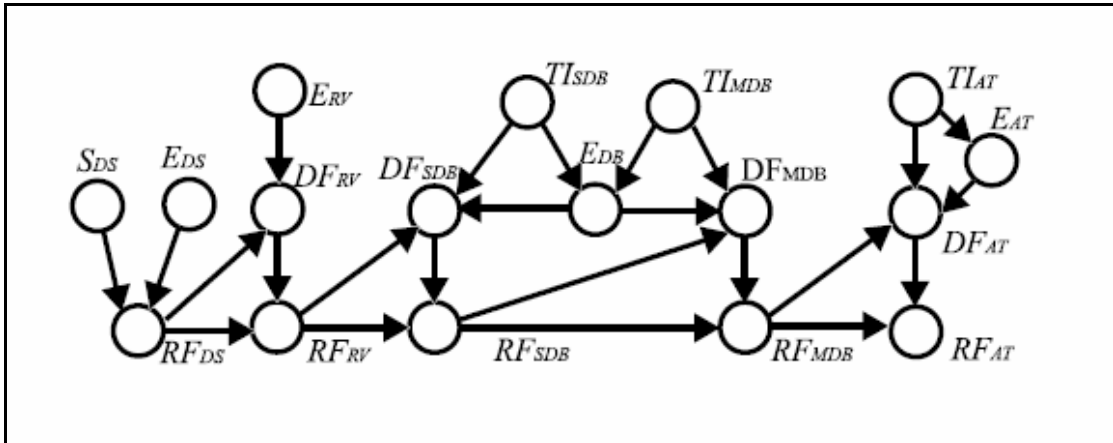 TISDB
TIMDB
TIAT
ERV
EAT
SDS
EDS
EDB
DFRV
DFSDB
DFMDB
DFAT
RFDS
RFRV
RFSDB
RFMDB
RFAT